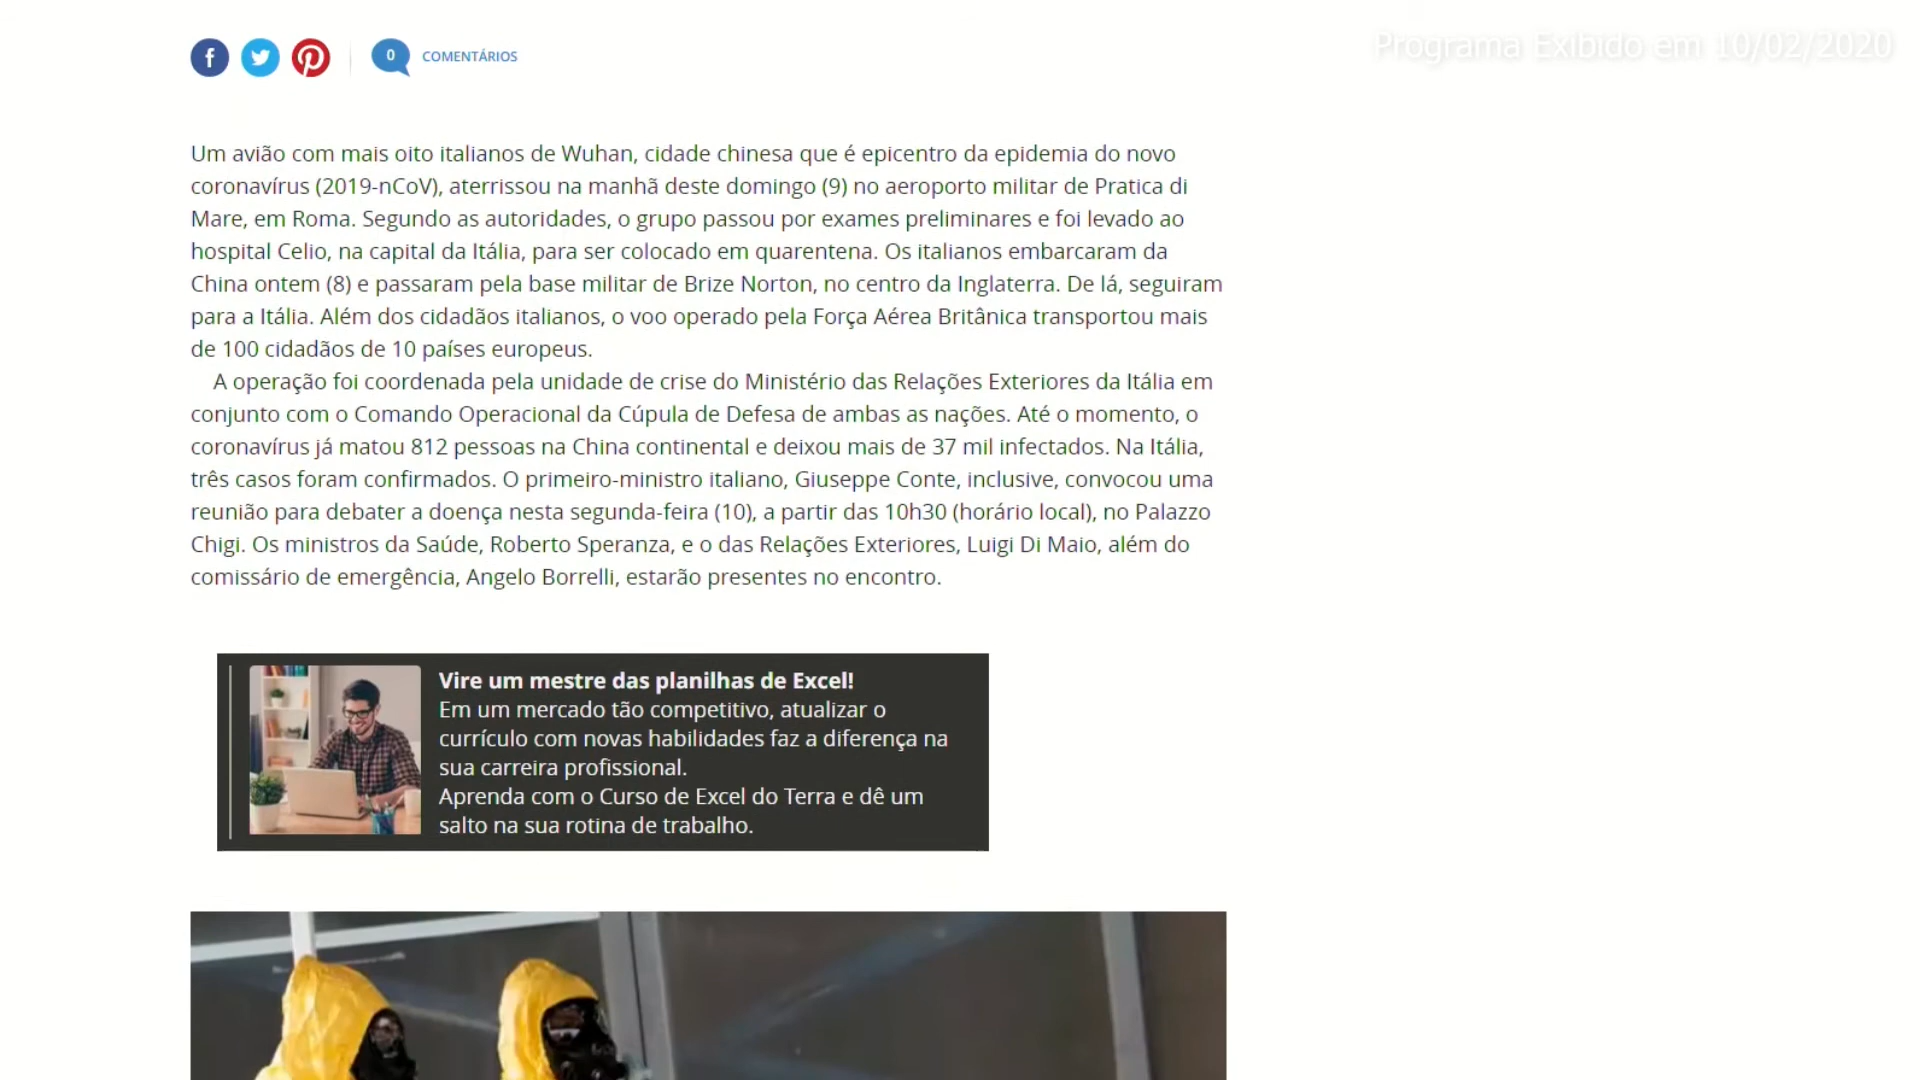 Programa Exibido em 10/02/2020
0 COMENTÁRIOS
Um avião com mais oito italianos de Wuhan, cidade chinesa que é epicentro da epidemia do novo
coronavírus (2019-nCoV), aterrissou na manhã deste domingo (9) no aeroporto militar de Pratica di
Mare, em Roma. Segundo as autoridades, o grupo passou por exames preliminares e foi levado ao
hospital Celio, na capital da Itália, para ser colocado em quarentena. Os italianos embarcaram da
China ontem (8) e passaram pela base militar de Brize Norton, no centro da Inglaterra. De lá, seguiram
para a Itália. Além dos cidadãos italianos, o voo operado pela Força Aérea Britânica transportou mais
de 100 cidadãos de 10 países europeus.
A operação foi coordenada pela unidade de crise do Ministério das Relações Exteriores da Itália em
conjunto com o Comando Operacional da Cúpula de Defesa de ambas as nações. Até o momento, o
coronavírus já matou 812 pessoas na China continental e deixou mais de 37 mil infectados. Na Itália,
três casos foram confirmados. O primeiro-ministro italiano, Giuseppe Conte, inclusive, convocou uma
reunião para debater a doença nesta segunda-feira (10), a partir das 10h30 (horário local), no Palazzo
Chigi. Os ministros da Saúde, Roberto Speranza, e o das Relações Exteriores, Luigi Di Maio, além do
comissário de emergência, Angelo Borrelli, estarão presentes no encontro.
Vire um mestre das planilhas de Excel!
Em um mercado tão competitivo, atualizar o
currículo com novas habilidades faz a diferença na
sua carreira profissional.
Aprenda com o Curso de Excel do Terra e dê um
salto na sua rotina de trabalho.